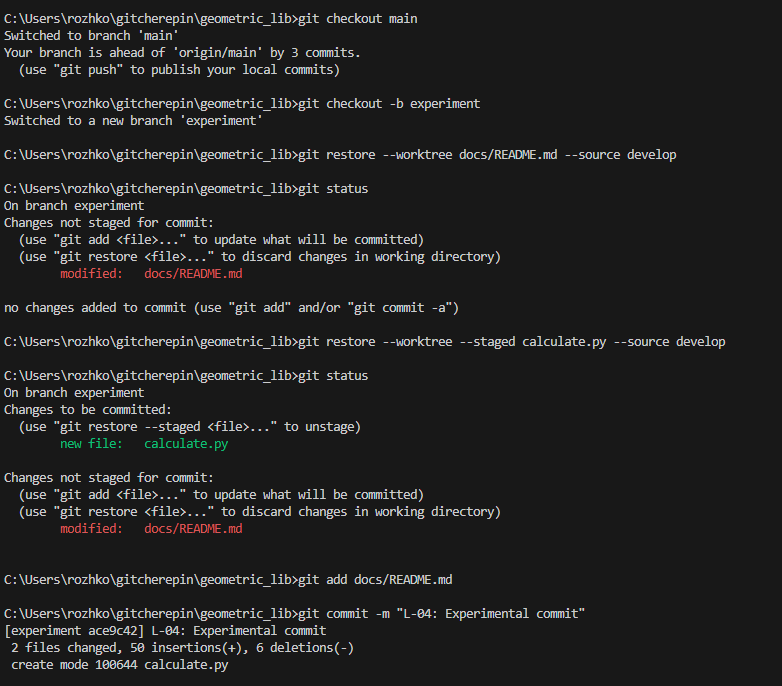 C:\Users\rozhko\gitcherepin\geometric_lib>git checkout main
Switched to branch 'main'
Your branch is ahead of 'origin/main' by 3 commits.
  (use "git push" to publish your local commits)
C:\Users\rozhko\gitcherepin\geometric_lib>git checkout -b experiment
Switched to a new branch 'experiment'
C:\Users\rozhko\gitcherepin\geometric_lib>git restore --worktree docs/README.md --source develop
C:\Users\rozhko\gitcherepin\geometric_lib>git status
On branch experiment
Changes not staged for commit:
  (use "git add <file>..." to update what will be committed)
  (use "git restore <file>..." to discard changes in working directory)
        modified:   docs/README.md
no changes added to commit (use "git add" and/or "git commit -a")
C:\Users\rozhko\gitcherepin\geometric_lib>git restore --worktree --staged calculate.py --source develop
C:\Users\rozhko\gitcherepin\geometric_lib>git status
On branch experiment
Changes to be committed:
  (use "git restore --staged <file>..." to unstage)
        new file:   calculate.py
Changes not staged for commit:
  (use "git add <file>..." to update what will be committed)
  (use "git restore <file>..." to discard changes in working directory)
        modified:   docs/README.md
C:\Users\rozhko\gitcherepin\geometric_lib>git add docs/README.md
C:\Users\rozhko\gitcherepin\geometric_lib>git commit -m "L-04: Experimental commit"
[experiment ace9c42] L-04: Experimental commit
 2 files changed, 50 insertions(+), 6 deletions(-)
 create mode 100644 calculate.py